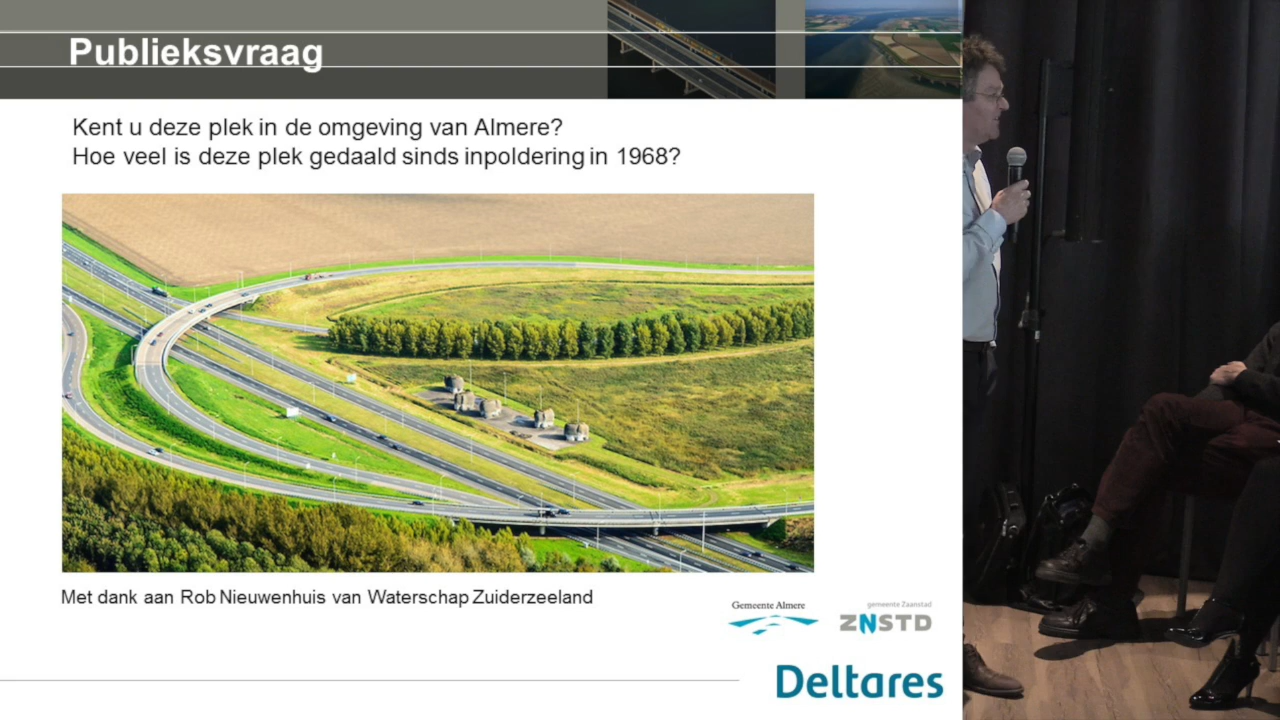 Publieksvraag
Kent u deze plek in de omgeving van Almere?
Hoe veel is deze plek gedaald sinds inpoldering in 1968?
Met dank aan Rob Nieuwenhuis van Waterschap Zuiderzeeland
Gemeente Almere
gemeente Zaanstad
ZNSTD
Deltares